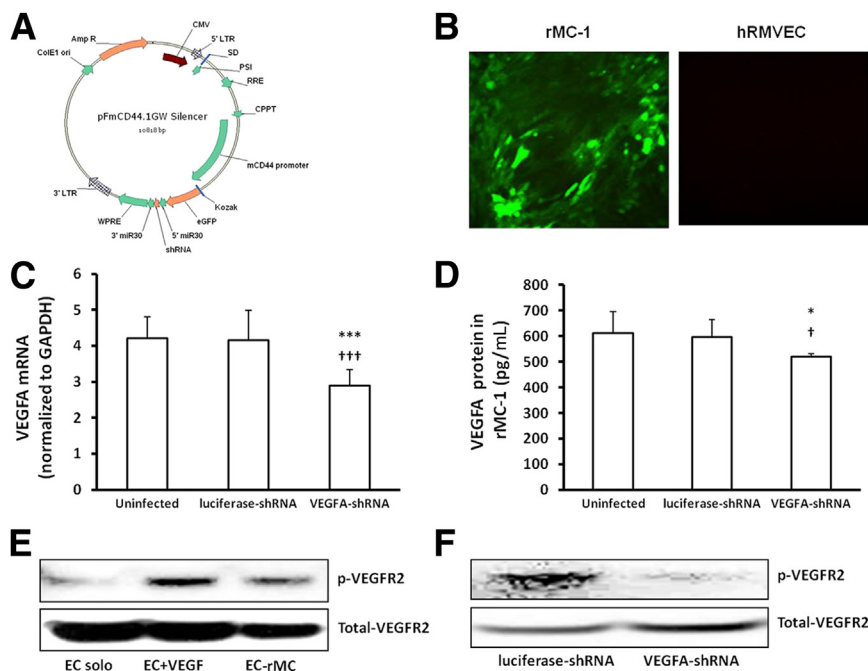 A
Amp R
CMV
5' LTR
SD
PSI
RRE
CPPT
mCD44 promoter
Kozak
eGFP
5' miR30
shRNA
3' miR30
WPRE
3' LTR
ColE1 ori
pFmCD44.1GW Silencer
10818 bp
B
rMC-1
hRMVEC
C
VEGFA mRNA
(normalized to GAPDH)
6
5
4
3
2
1
0
***
†††
Uninfected
luciferase-shRNA
VEGFA-shRNA
D
VEGFA protein in
rMC-1 (pg/mL)
800
700
600
500
400
300
200
100
0
*
†
Uninfected
luciferase-shRNA
VEGFA-shRNA
E
p-VEGFR2
Total-VEGFR2
EC solo
EC+VEGF
EC-rMC
F
p-VEGFR2
Total-VEGFR2
luciferase-shRNA
VEGFA-shRNA